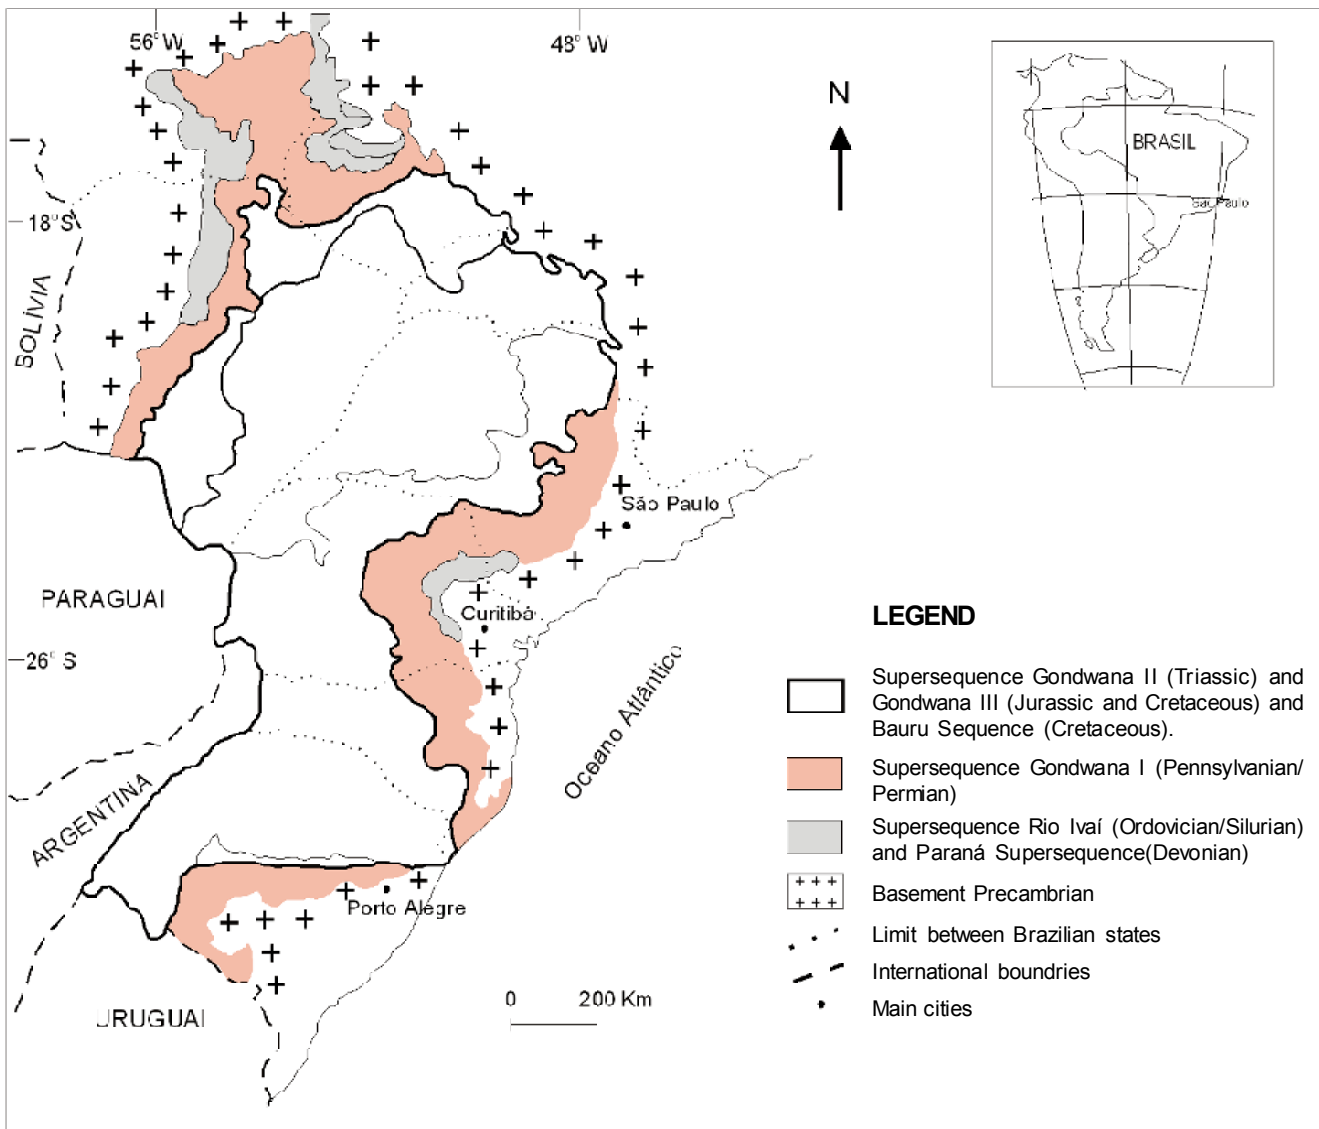 56° W
48° W
N
BRASIL
São Paulo
18° S
BOLÍVIA
São Paulo
PARAGUAI
Curitibá
26° S
Oceano Atlântico
ARGENTINA
Porto Alegre
URUGUAI
0 200 Km
LEGEND
Supersequence Gondwana II (Triassic) and
Gondwana III (Jurassic and Cretaceous) and
Bauru Sequence (Cretaceous).
Supersequence Gondwana I (Pennsylvanian/
Permian)
Supersequence Rio Ivaí (Ordovician/Silurian)
and Paraná Supersequence(Devonian)
Basement Precambrian
Limit between Brazilian states
International boundries
Main cities